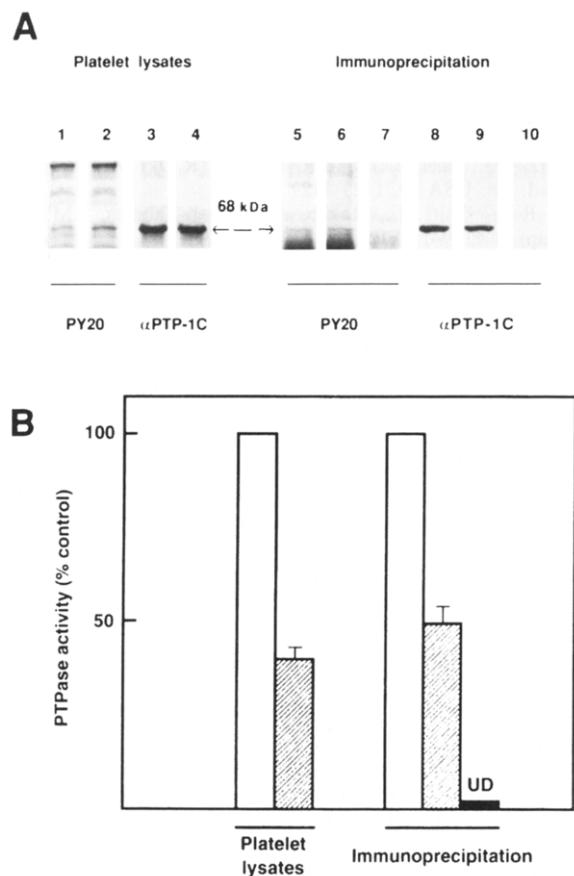 A
Platelet lysates Immunoprecipitation
1 2 3 4 5 6 7 8 9 10
68 kDa
PY20 αPTP-1C PY20 αPTP-1C
B
100
50
PTPase activity (% control)
UD
Platelet lysates
Immunoprecipitation